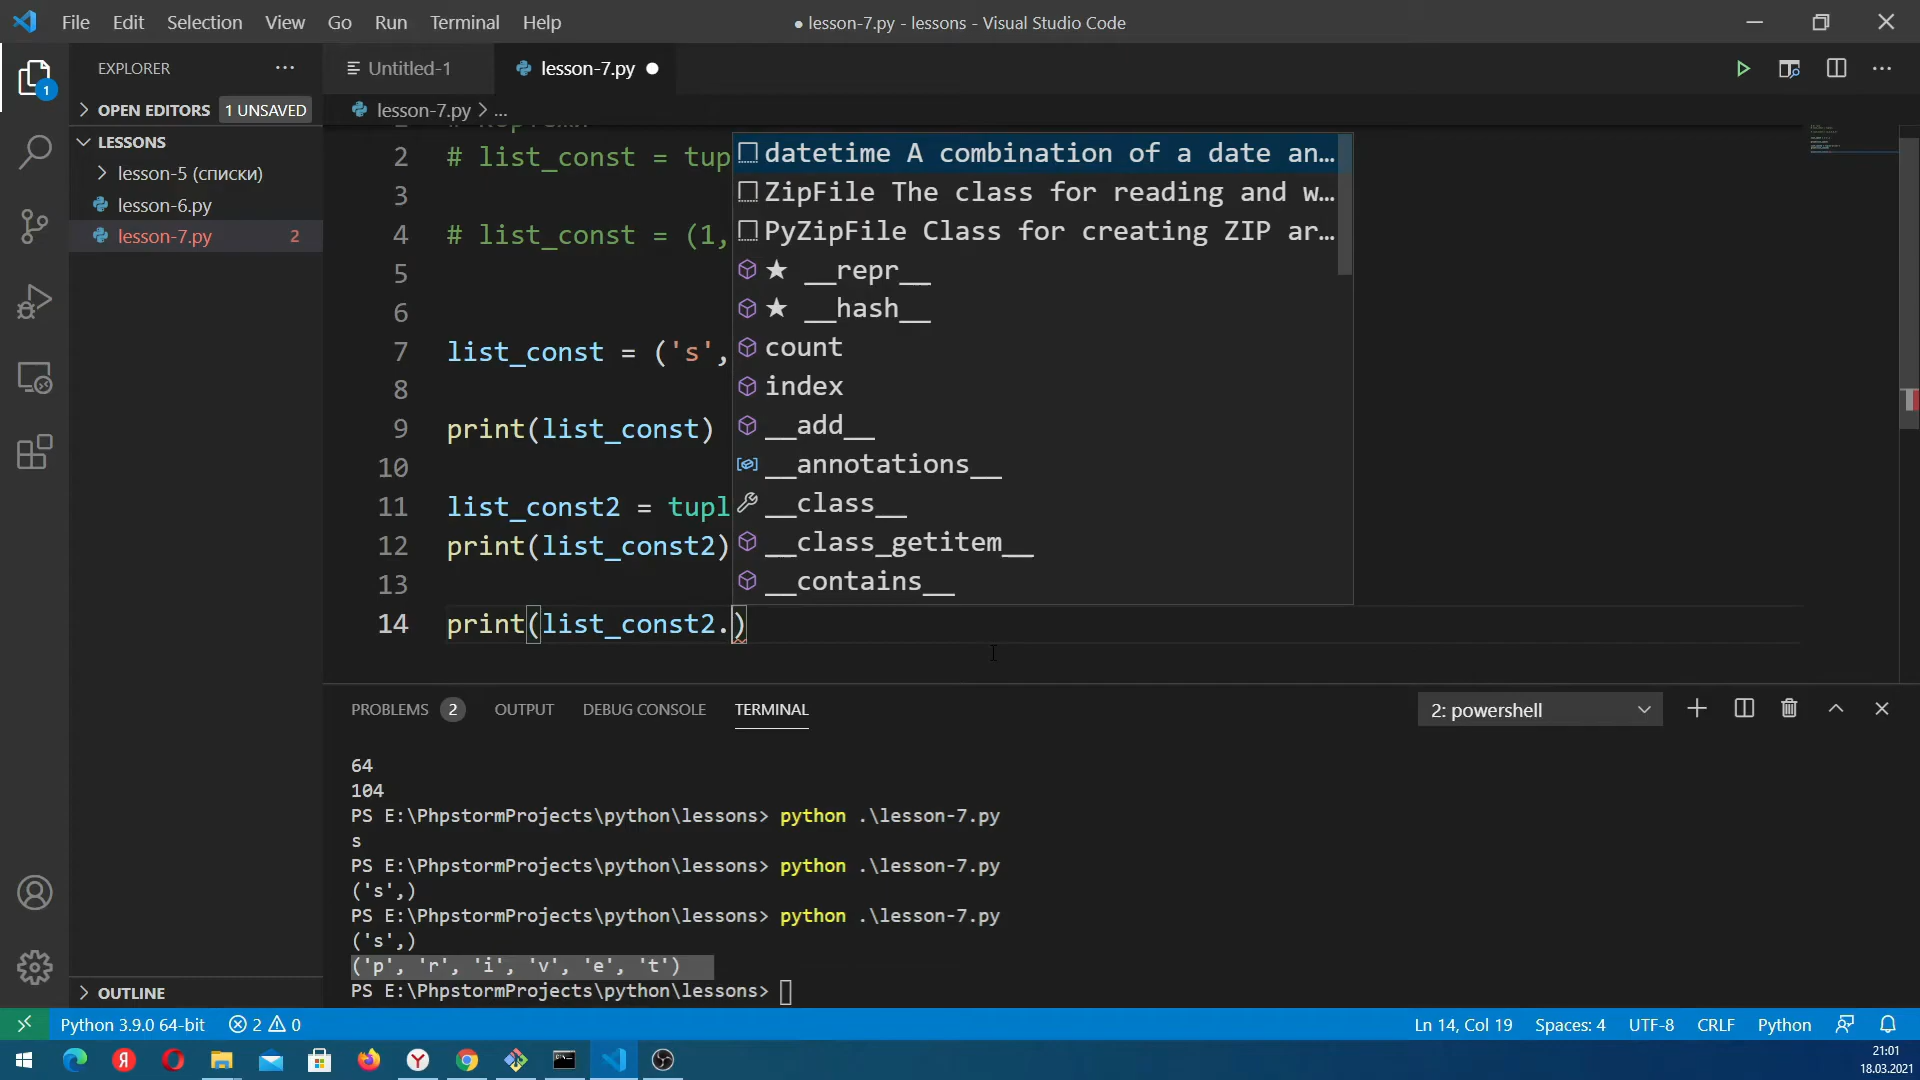 File Edit Selection View Go Run Terminal Help
● lesson-7.py - lessons - Visual Studio Code
EXPLORER ...
Untitled-1
lesson-7.py ●
1
OPEN EDITORS 1 UNSAVED
lesson-7.py > ...
LESSONS
lesson-5 (списки)
lesson-6.py
lesson-7.py 2
2 # list_const = tup
3
4 # list_const = (1,
5
6
7 list_const = ('s',
8
9 print(list_const)
10
11 list_const2 = tupl
12 print(list_const2)
13
14 print(list_const2.)
datetime A combination of a date an…
ZipFile The class for reading and w…
PyZipFile Class for creating ZIP ar…
★ __repr__
★ __hash__
count
index
__add__
__annotations__
__class__
__class_getitem__
__contains__
PROBLEMS 2 OUTPUT DEBUG CONSOLE TERMINAL
2: powershell
64
104
PS E:\PhpstormProjects\python\lessons> python .\lesson-7.py
s
PS E:\PhpstormProjects\python\lessons> python .\lesson-7.py
('s',)
PS E:\PhpstormProjects\python\lessons> python .\lesson-7.py
('s',)
('p', 'r', 'i', 'v', 'e', 't')
PS E:\PhpstormProjects\python\lessons>
OUTLINE
Python 3.9.0 64-bit 2 0
Ln 14, Col 19 Spaces: 4 UTF-8 CRLF Python
21:01
18.03.2021